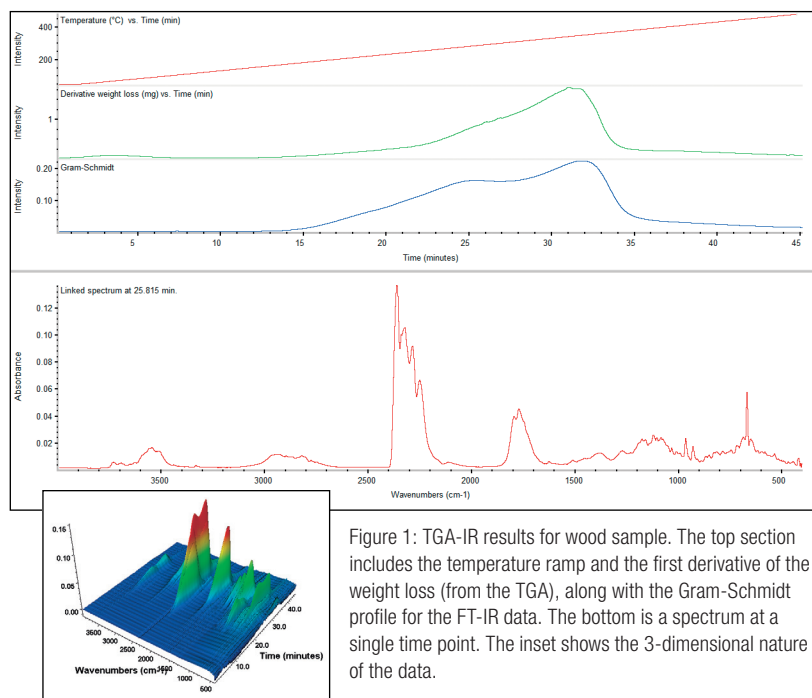 Temperature (°C) vs. Time (min)
400
200
Intensity
Derivative weight loss (mg) vs. Time (min)
1
Intensity
Gram-Schmidt
0.20
0.10
Intensity
5 10 15 20 25 30 35 40 45
Time (minutes)
Linked spectrum at 25.815 min.
0.12
0.10
0.08
0.06
0.04
0.02
Absorbance
3500 3000 2500 2000 1500 1000 500
Wavenumbers (cm-1)
0.16
0.10
0.05
0.00
3500
3000
2500
2000
1500
1000
500
Wavenumbers (cm-1)
10.0
20.0
30.0
40.0
Time (minutes)
Figure 1: TGA-IR results for wood sample. The top section
includes the temperature ramp and the first derivative of the
weight loss (from the TGA), along with the Gram-Schmidt
profile for the FT-IR data. The bottom is a spectrum at a
single time point. The inset shows the 3-dimensional nature
of the data.